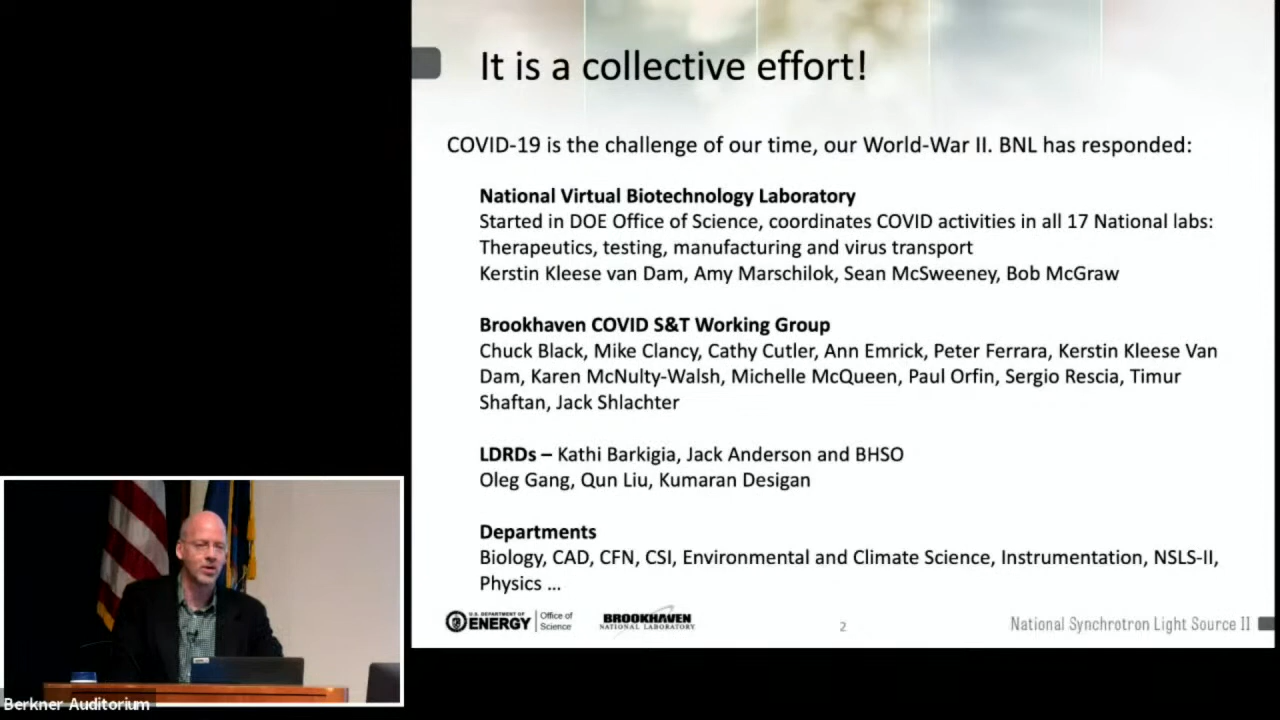 It is a collective effort!
COVID-19 is the challenge of our time, our World-War II. BNL has responded:
National Virtual Biotechnology Laboratory
Started in DOE Office of Science, coordinates COVID activities in all 17 National labs:
Therapeutics, testing, manufacturing and virus transport
Kerstin Kleese van Dam, Amy Marschilok, Sean McSweeney, Bob McGraw
Brookhaven COVID S&T Working Group
Chuck Black, Mike Clancy, Cathy Cutler, Ann Emrick, Peter Ferrara, Kerstin Kleese Van
Dam, Karen McNulty-Walsh, Michelle McQueen, Paul Orfin, Sergio Rescia, Timur
Shaftan, Jack Shlachter
LDRDs – Kathi Barkigia, Jack Anderson and BHSO
Oleg Gang, Qun Liu, Kumaran Desigan
Departments
Biology, CAD, CFN, CSI, Environmental and Climate Science, Instrumentation, NSLS-II,
Physics ...
U.S. DEPARTMENT OF
ENERGY
Office of
Science
BROOKHAVEN
NATIONAL LABORATORY
2
National Synchrotron Light Source II
Berkner Auditorium